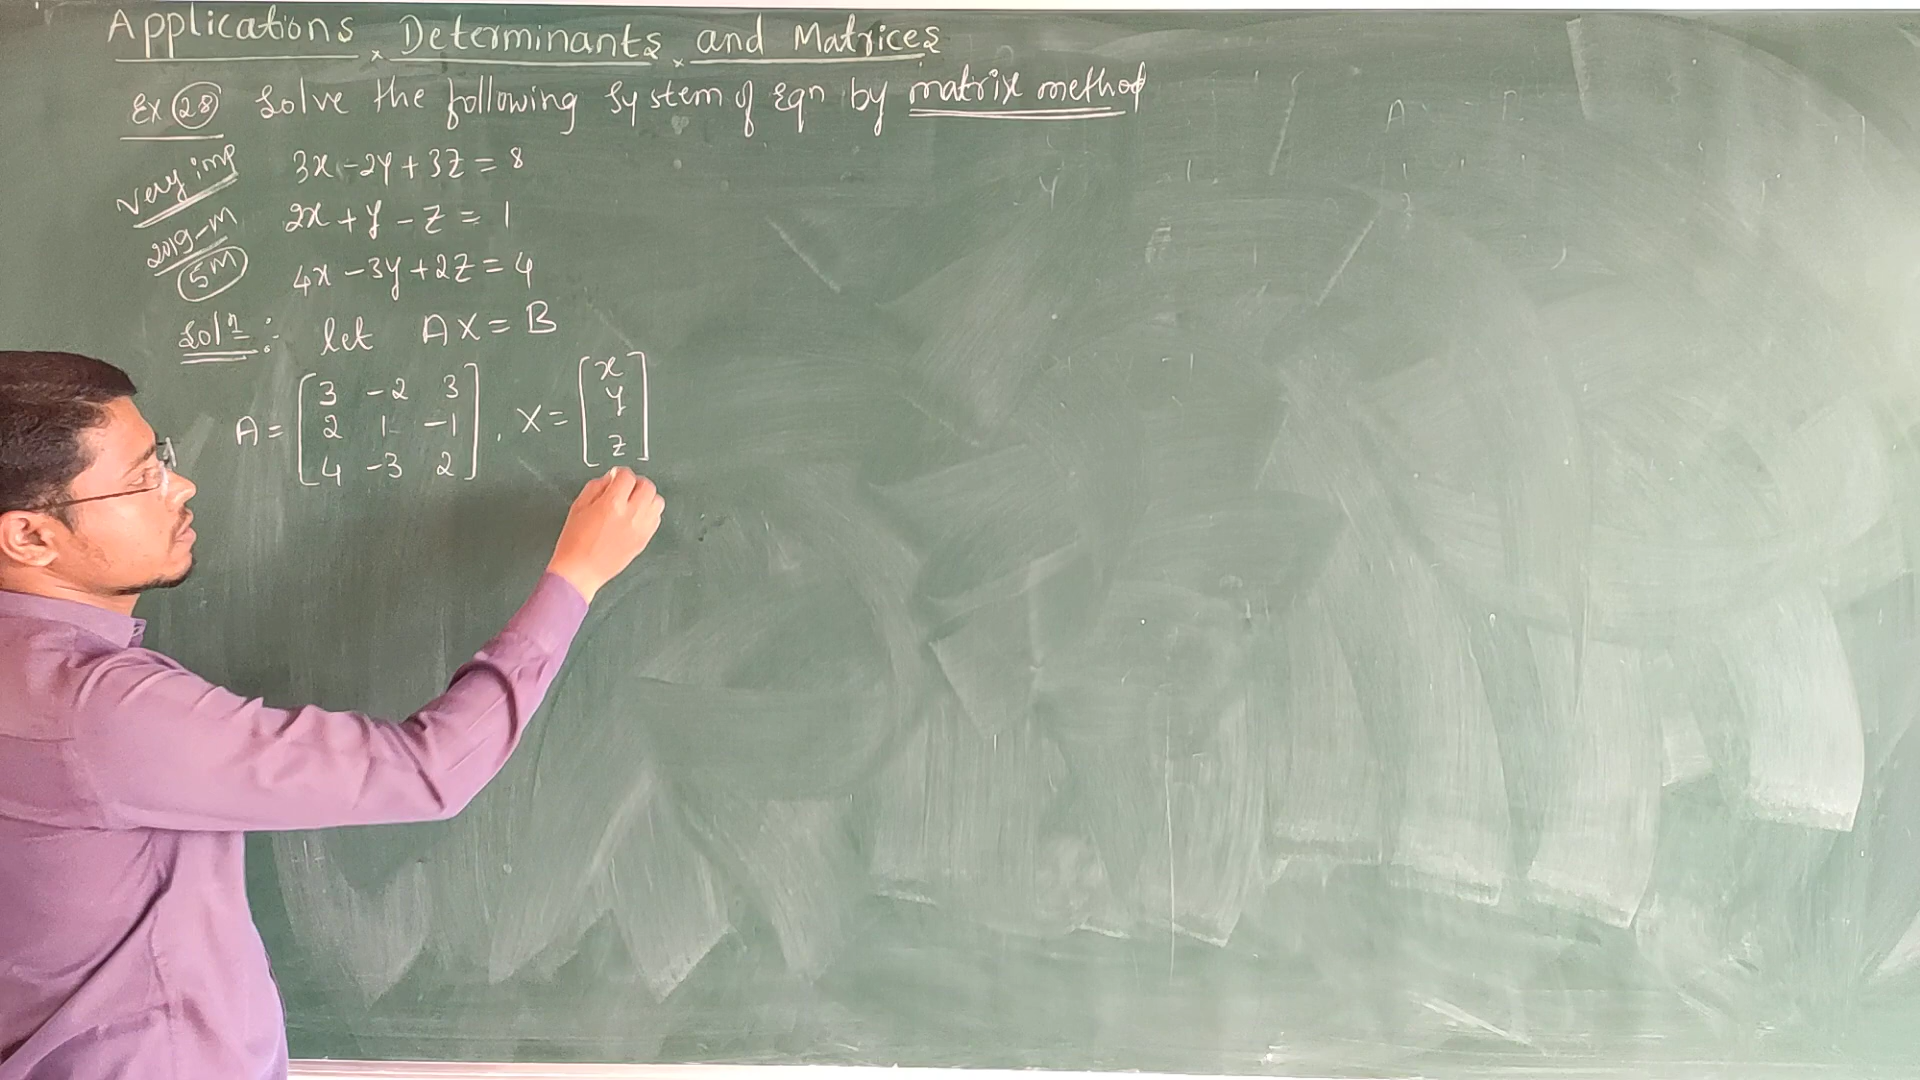 Applications Determinants and Matrices
Ex 28 Solve the following System of Eqn by matrix method
Very imp
2019-M
5M
3x-2y+3z=8
2x+y-z=1
4x-3y+2z=4
Soln: let AX=B
A=[3 -2 3
2 1 -1
4 -3 2], X=[x
y
z]